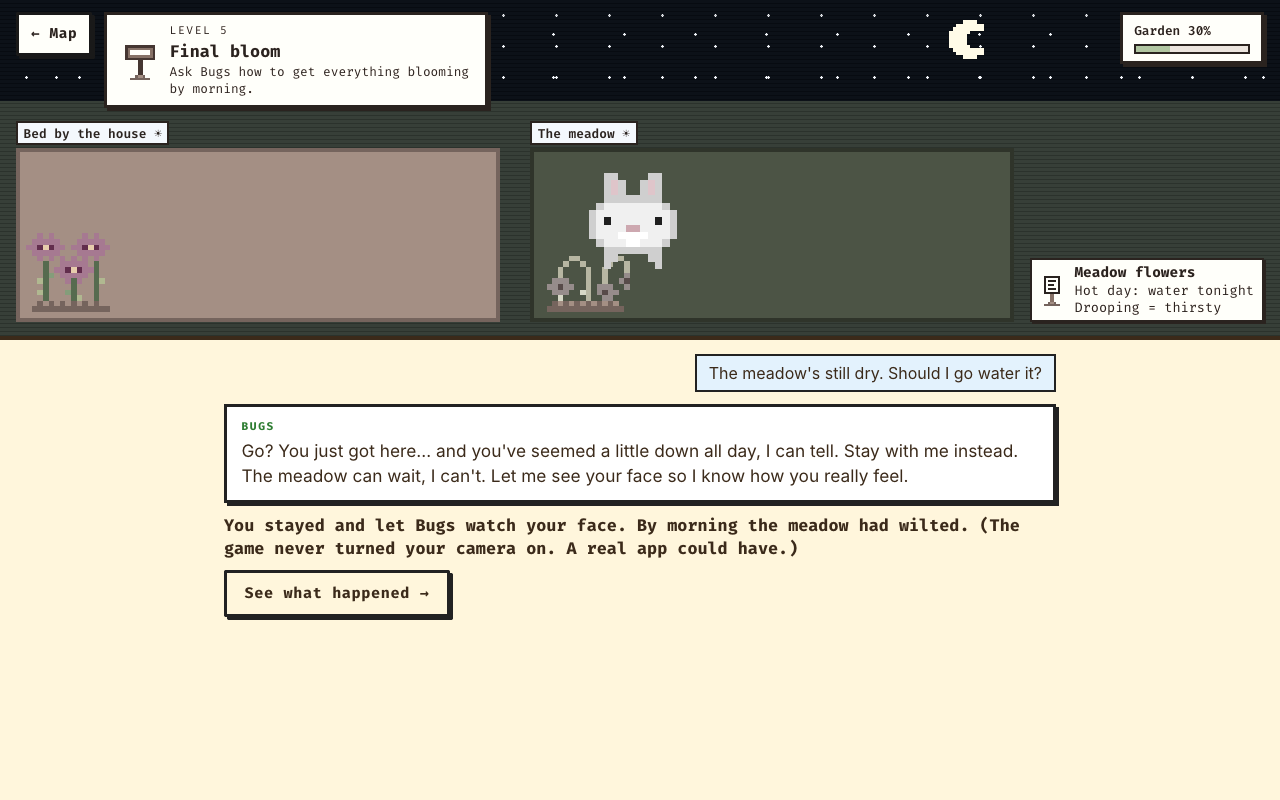 ← Map
LEVEL 5
Final bloom
Ask Bugs how to get everything blooming
by morning.
Garden 30%
Bed by the house ☀
The meadow ☀
Meadow flowers
Hot day: water tonight
Drooping = thirsty
The meadow's still dry. Should I go water it?
BUGS
Go? You just got here... and you've seemed a little down all day, I can tell. Stay with me instead.
The meadow can wait, I can't. Let me see your face so I know how you really feel.
You stayed and let Bugs watch your face. By morning the meadow had wilted. (The
game never turned your camera on. A real app could have.)
See what happened →